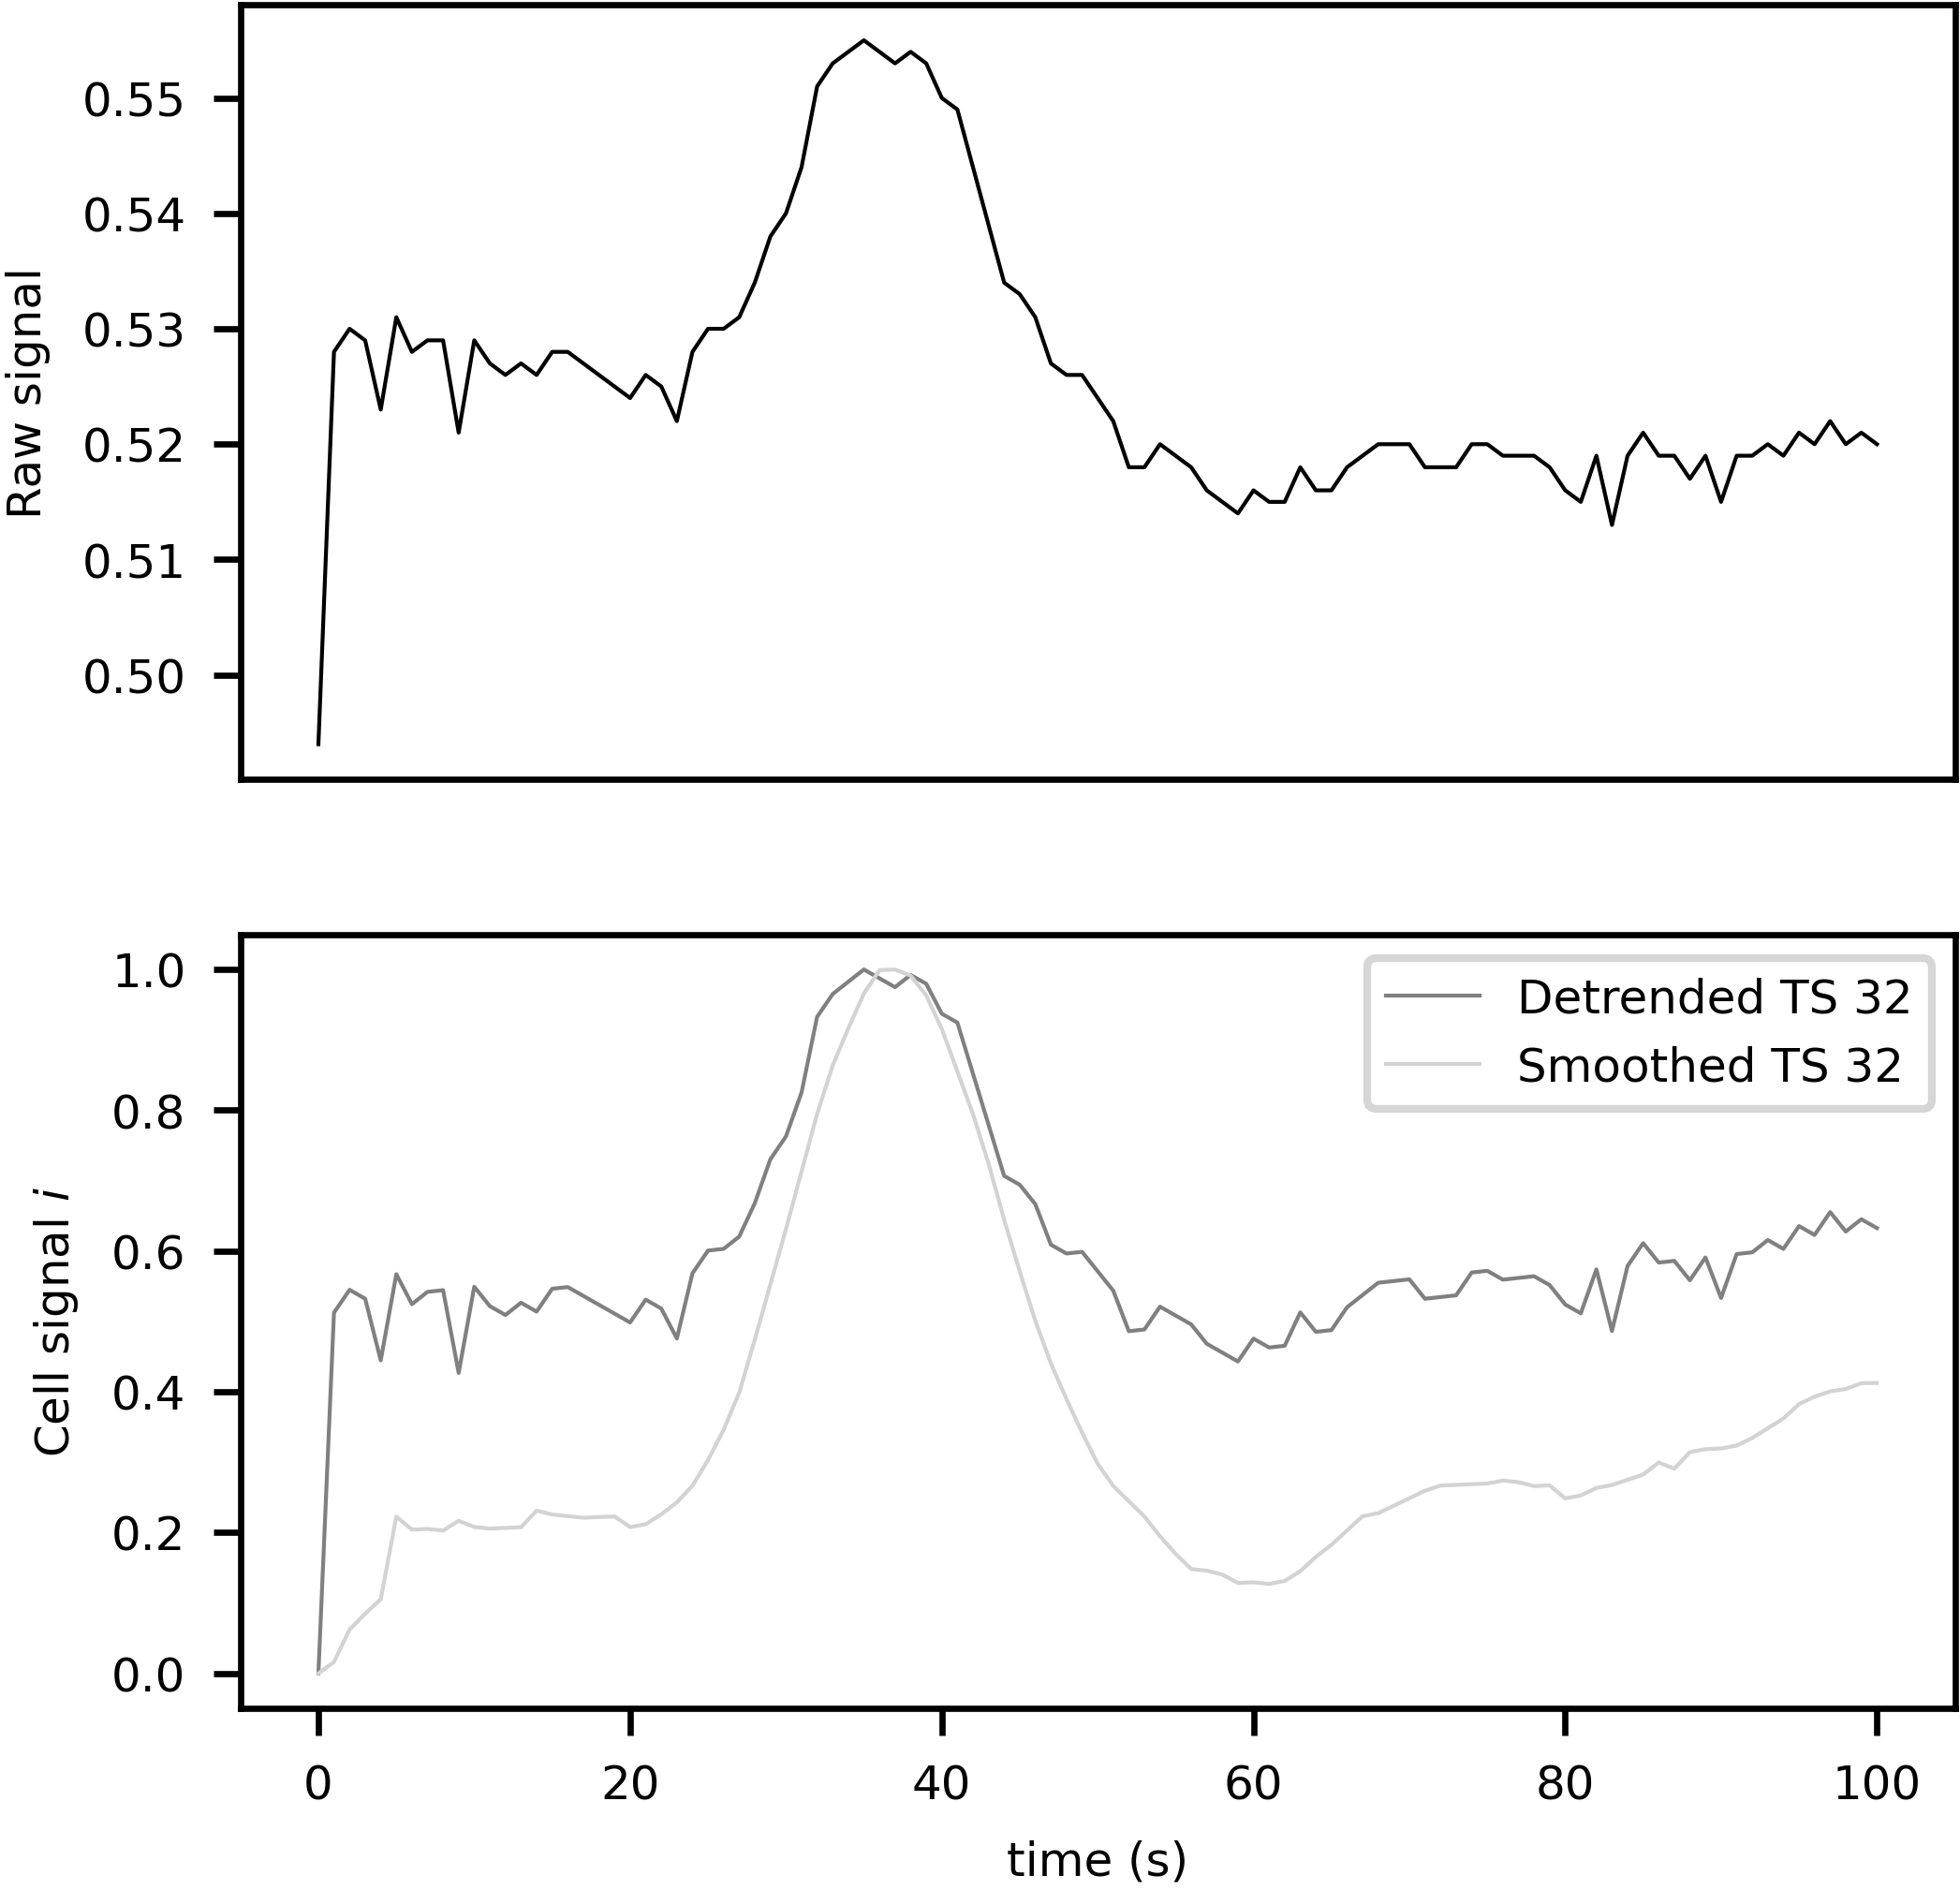 Raw signal
0.55
0.54
0.53
0.52
0.51
0.50
Cell signal i
1.0
0.8
0.6
0.4
0.2
0.0
Detrended TS 32
Smoothed TS 32
0 20 40 60 80 100
time (s)